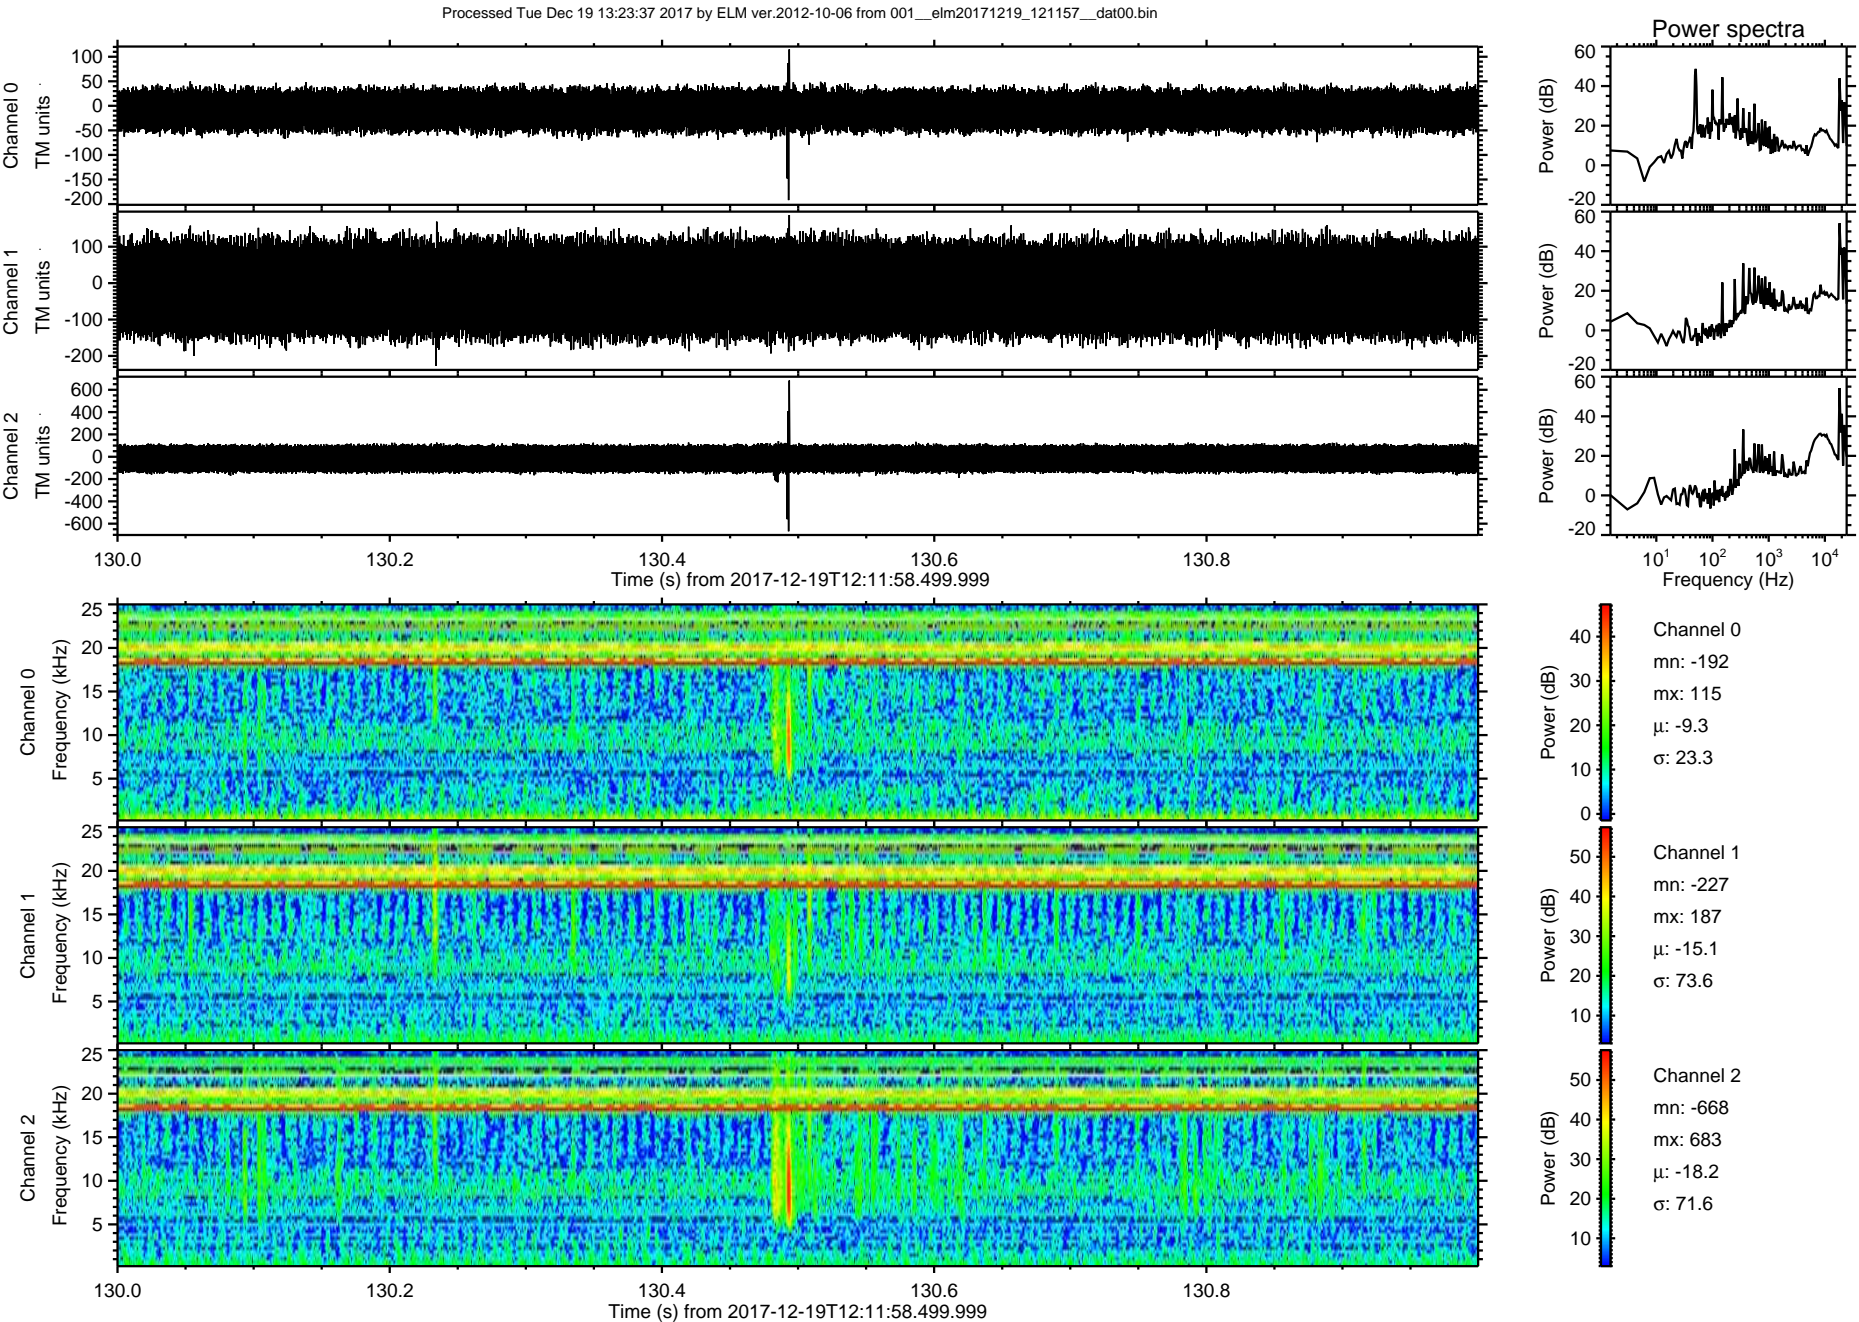 Processed Tue Dec 19 13:23:37 2017 by ELM ver.2012-10-06 from 001__elm20171219_121157__dat00.bin
Power spectra
Channel 0
TM units
100
50
0
-50
-100
-150
-200
Power (dB)
60
40
20
0
-20
Channel 1
TM units
100
0
-100
-200
Power (dB)
60
40
20
0
-20
Channel 2
TM units
600
400
200
0
-200
-400
-600
Power (dB)
60
40
20
0
-20
130.0 130.2 130.4 130.6 130.8
Time (s) from 2017-12-19T12:11:58.499.999
10¹ 10² 10³ 10⁴
Frequency (Hz)
Channel 0
Frequency (kHz)
25
20
15
10
5
Power (dB)
40
30
20
10
0
Channel 0
mn: -192
mx: 115
μ: -9.3
σ: 23.3
Channel 1
Frequency (kHz)
25
20
15
10
5
Power (dB)
50
40
30
20
10
Channel 1
mn: -227
mx: 187
μ: -15.1
σ: 73.6
Channel 2
Frequency (kHz)
25
20
15
10
5
Power (dB)
50
40
30
20
10
Channel 2
mn: -668
mx: 683
μ: -18.2
σ: 71.6
130.0 130.2 130.4 130.6 130.8
Time (s) from 2017-12-19T12:11:58.499.999